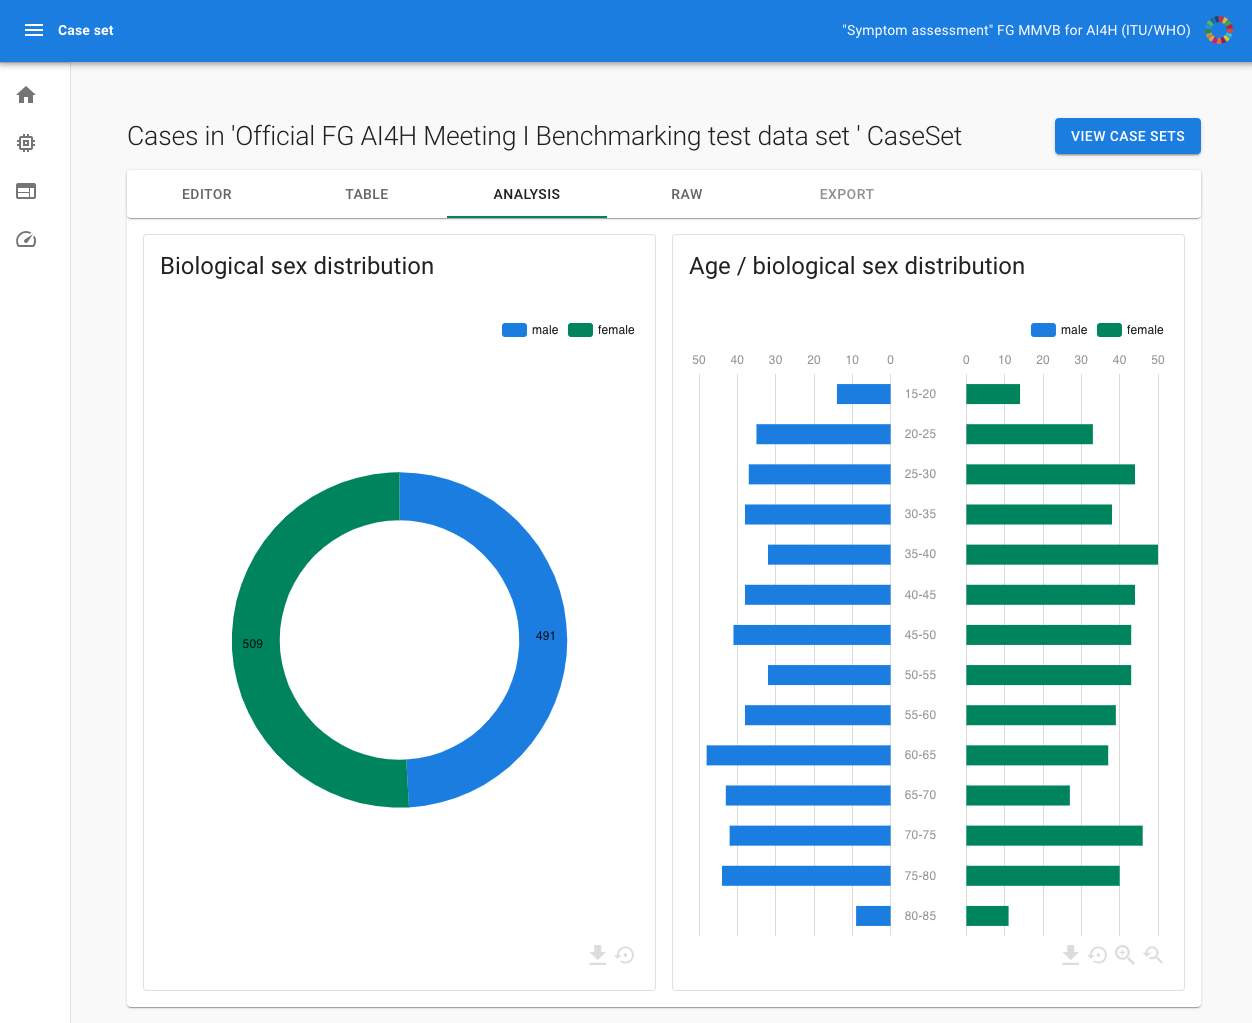 Case set
"Symptom assessment" FG MMVB for AI4H (ITU/WHO)
Cases in 'Official FG AI4H Meeting I Benchmarking test data set ' CaseSet
VIEW CASE SETS
EDITOR TABLE ANALYSIS RAW EXPORT
Biological sex distribution
male female
509
491
Age / biological sex distribution
male female
50 40 30 20 10 0 0 10 20 30 40 50
15-20
20-25
25-30
30-35
35-40
40-45
45-50
50-55
55-60
60-65
65-70
70-75
75-80
80-85